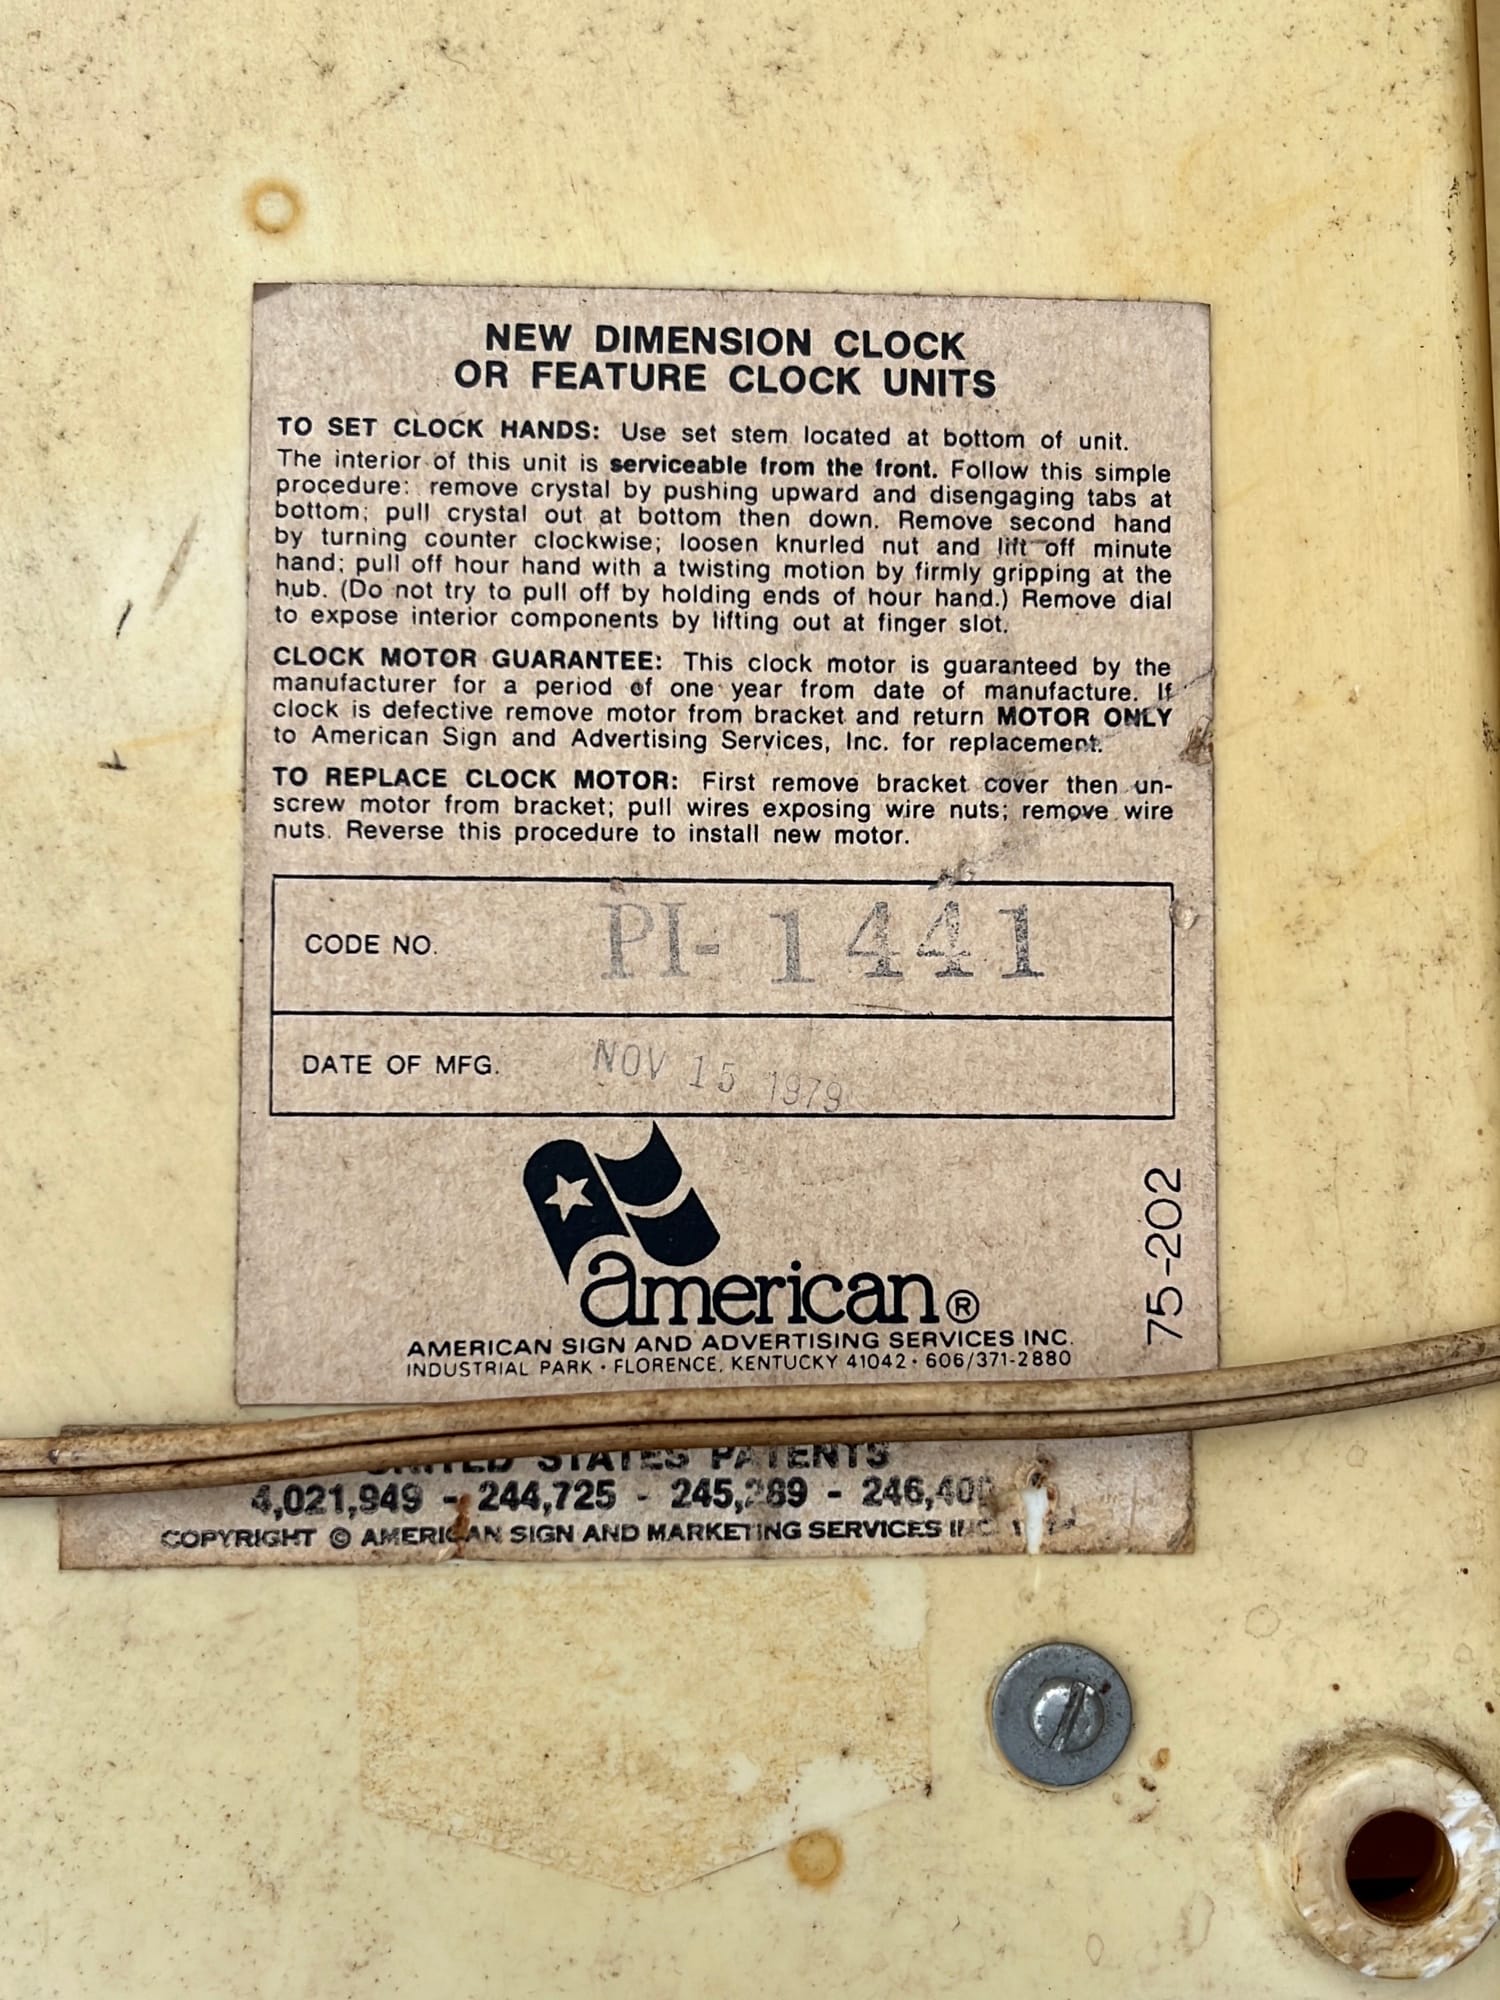 NEW DIMENSION CLOCK
OR FEATURE CLOCK UNITS
TO SET CLOCK HANDS: Use set stem located at bottom of unit.
The interior of this unit is serviceable from the front. Follow this simple
procedure: remove crystal by pushing upward and disengaging tabs at
bottom; pull crystal out at bottom then down. Remove second hand
by turning counter clockwise; loosen knurled nut and lift off minute
hand; pull off hour hand with a twisting motion by firmly gripping at the
hub. (Do not try to pull off by holding ends of hour hand.) Remove dial
to expose interior components by lifting out at finger slot.
CLOCK MOTOR GUARANTEE: This clock motor is guaranteed by the
manufacturer for a period of one year from date of manufacture. If
clock is defective remove motor from bracket and return MOTOR ONLY
to American Sign and Advertising Services, Inc. for replacement.
TO REPLACE CLOCK MOTOR: First remove bracket cover then un-
screw motor from bracket; pull wires exposing wire nuts; remove wire
nuts. Reverse this procedure to install new motor.
CODE NO. PI-1441
DATE OF MFG. NOV 15 1979
american®
AMERICAN SIGN AND ADVERTISING SERVICES INC.
INDUSTRIAL PARK · FLORENCE, KENTUCKY 41042 · 606/371-2880
75-202
UNITED STATES PATENTS
4,021,949 - 244,725 - 245,289 -
COPYRIGHT © AMERICAN SIGN AND MARKETING SERVICES INC